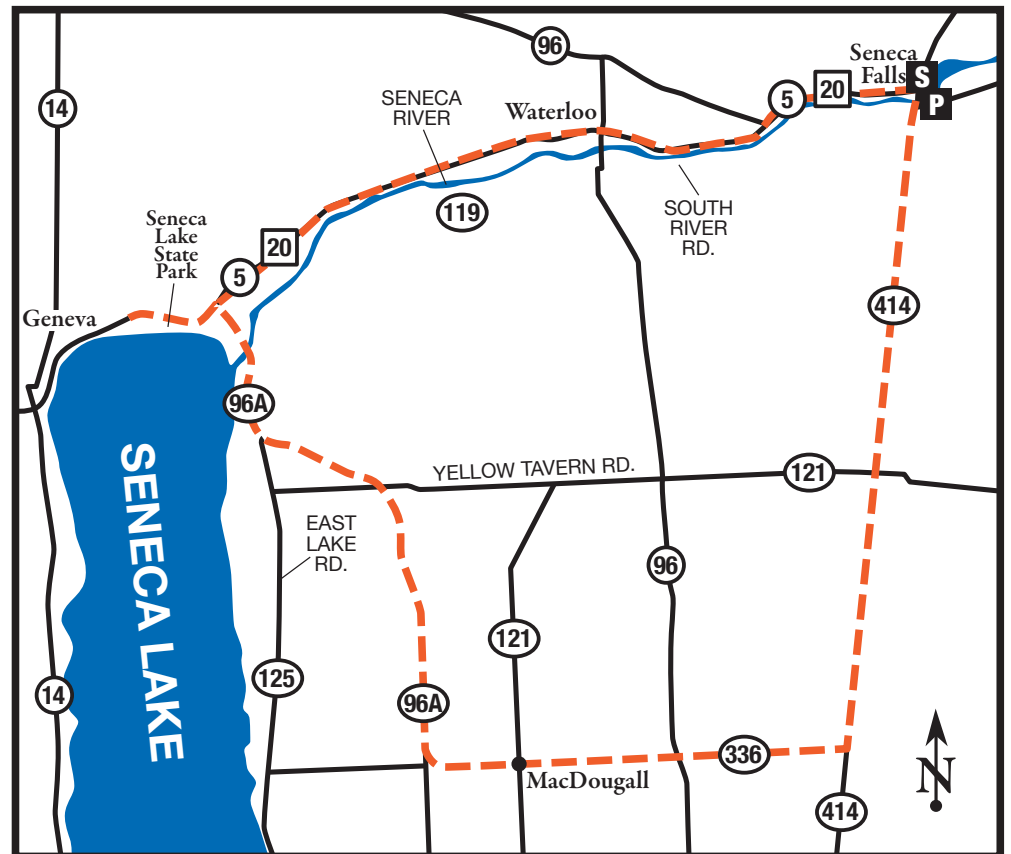 96
Seneca
Falls
S
P
14
5
20
SENECA
RIVER
Waterloo
119
SOUTH
RIVER
RD.
Seneca
Lake
State
Park
20
5
414
Geneva
96A
SENECA LAKE
YELLOW TAVERN RD.
121
EAST
LAKE
RD.
96
121
125
14
96A
336
MacDougall
414
N